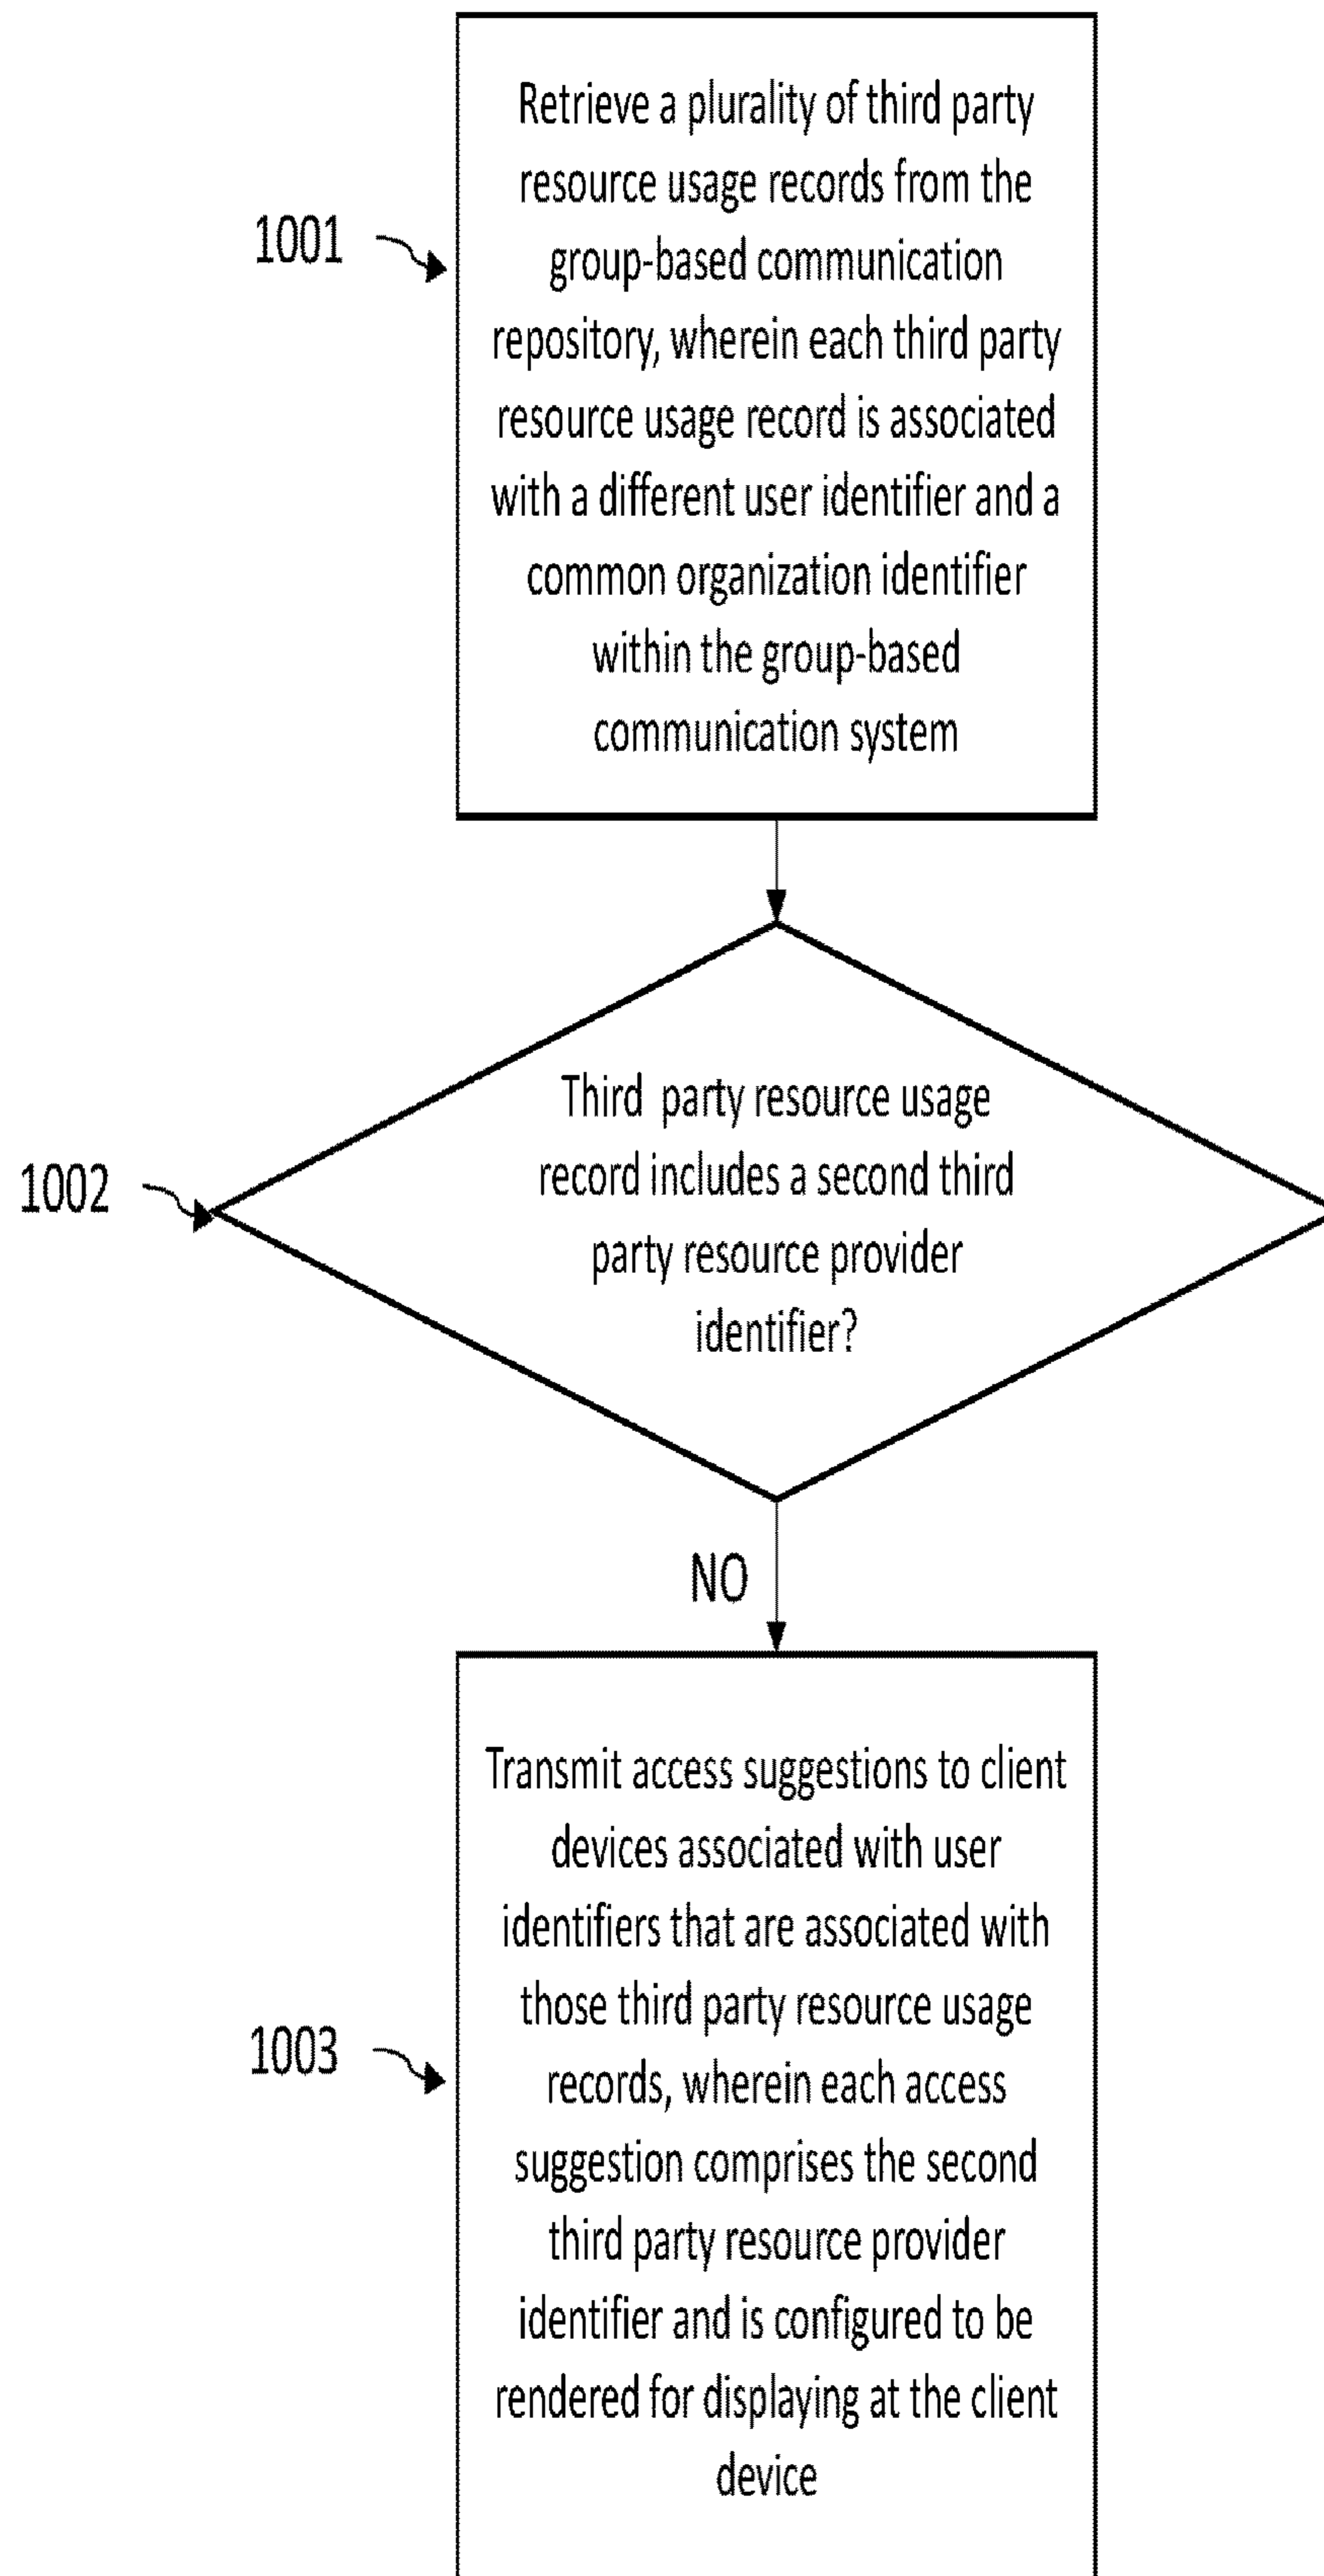 Retrieve a plurality of third party
resource usage records from the
group-based communication
repository, wherein each third party
resource usage record is associated
with a different user identifier and a
common organization identifier
within the group-based
communication system
1001
Third party resource usage
record includes a second third
party resource provider
identifier?
1002
NO
Transmit access suggestions to client
devices associated with user
identifiers that are associated with
those third party resource usage
records, wherein each access
suggestion comprises the second
third party resource provider
identifier and is configured to be
rendered for displaying at the client
device
1003